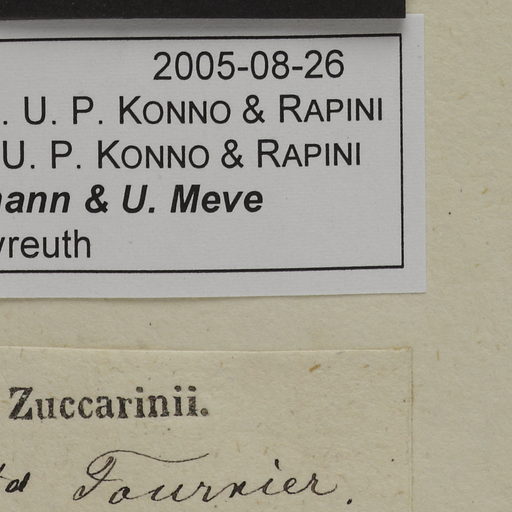 2005-08-26
. U. P. KONNO & RAPINI
U. P. KONNO & RAPINI
ann & U. Meve
reuth
Zuccarinii.
Fournier.